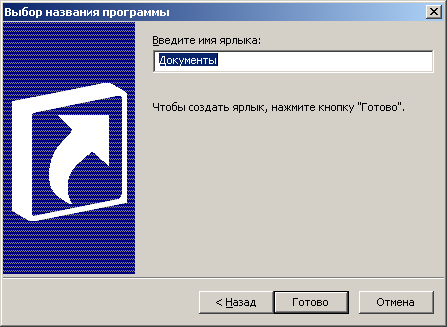 Выбор названия программы
Введите имя ярлыка:
Документы
Чтобы создать ярлык, нажмите кнопку "Готово".
< Назад
Готово
Отмена